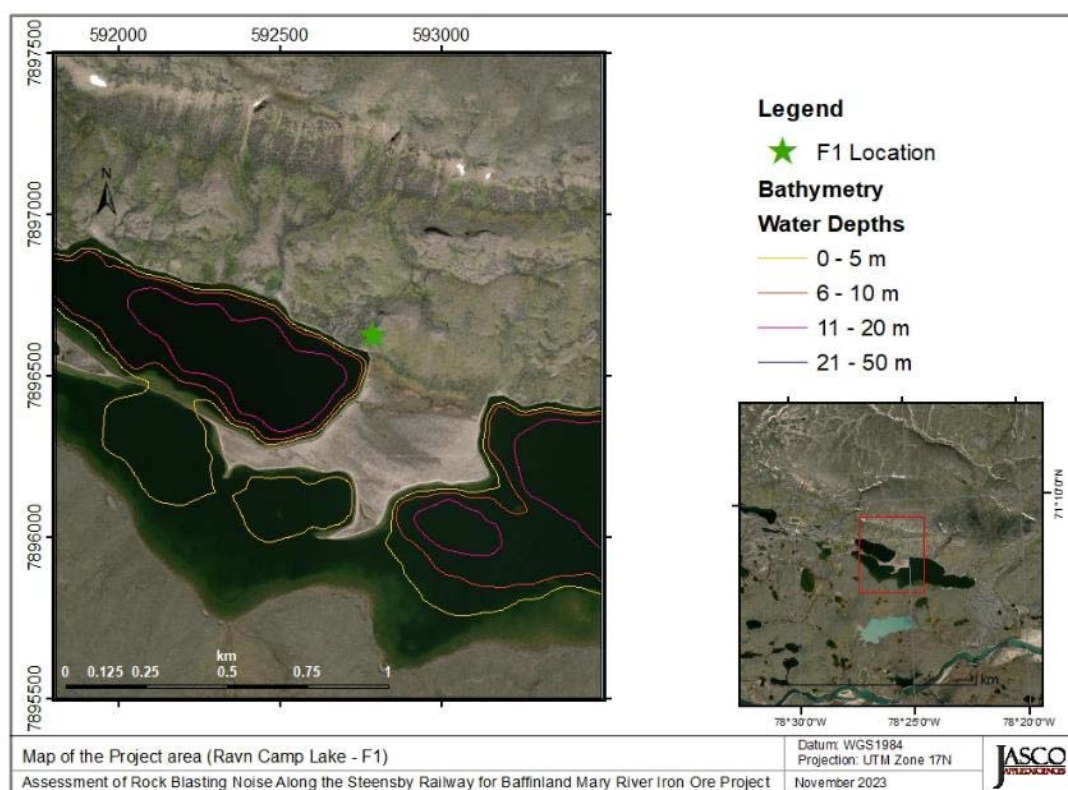 592000 592500 593000
7897500
7897000
7896500
7896000
7895500
N
km
0 0.125 0.25 0.5 0.75 1
Legend
F1 Location
Bathymetry
Water Depths
0 - 5 m
6 - 10 m
11 - 20 m
21 - 50 m
71°10'0"N
km
78°30'0"W 78°25'0"W 78°20'0"W
Map of the Project area (Ravn Camp Lake - F1)
Assessment of Rock Blasting Noise Along the Steensby Railway for Baffinland Mary River Iron Ore Project
Datum: WGS1984
Projection: UTM Zone 17N
November 2023
JASCO
APPLIED SCIENCES